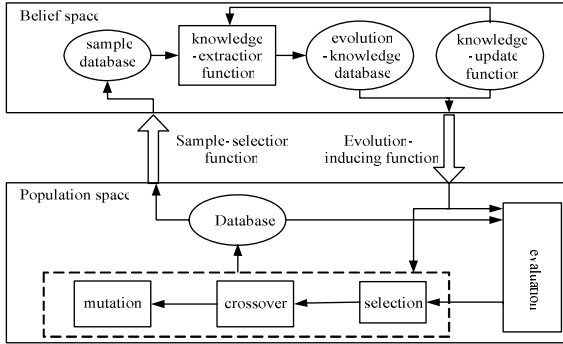 Belief space
sample
database
knowledge
-extraction
function
evolution
-knowledge
database
knowledge
-update
function
Sample-selection
function
Evolution-
inducing function
Population space
Database
evaluation
mutation
crossover
selection